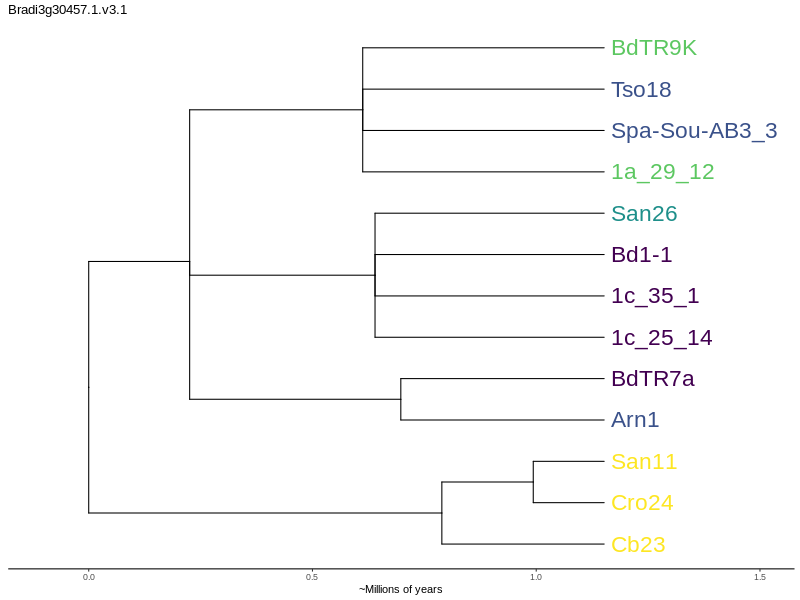 Bradi3g30457.1.v3.1
BdTR9K
Tso18
Spa-Sou-AB3_3
1a_29_12
San26
Bd1-1
1c_35_1
1c_25_14
BdTR7a
Arn1
San11
Cro24
Cb23
0.0 0.5 1.0 1.5
~Millions of years